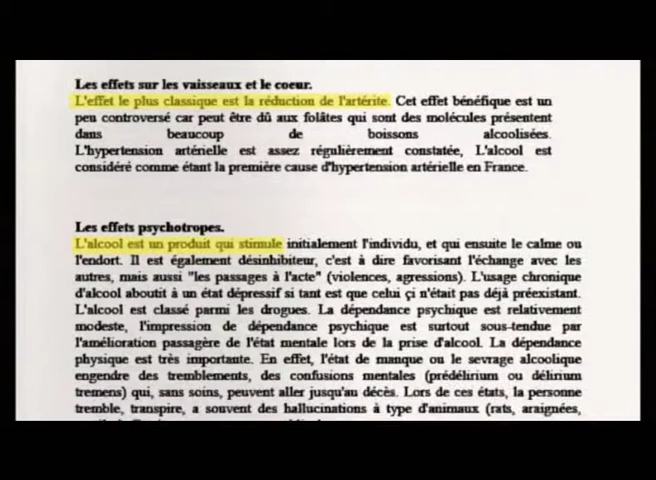 Les effets sur les vaisseaux et le coeur.
L'effet le plus classique est la réduction de l'artérite. Cet effet bénéfique est un
peu controversé car peut être dû aux folâtes qui sont des molécules présentent
dans beaucoup de boissons alcoolisées.
L'hypertension artérielle est assez régulièrement constatée, L'alcool est
considéré comme étant la première cause d'hypertension artérielle en France.
Les effets psychotropes.
L'alcool est un produit qui stimule initialement l'individu, et qui ensuite le calme ou
l'endort. Il est également désinhibiteur, c'est à dire favorisant l'échange avec les
autres, mais aussi "les passages à l'acte" (violences, agressions). L'usage chronique
d'alcool aboutit à un état dépressif si tant est que celui çi n'était pas déjà préexistant.
L'alcool est classé parmi les drogues. La dépendance psychique est relativement
modeste, l'impression de dépendance psychique est surtout sous-tendue par
l'amélioration passagère de l'état mentale lors de la prise d'alcool. La dépendance
physique est très importante. En effet, l'état de manque ou le sevrage alcoolique
engendre des tremblements, des confusions mentales (prédélirium ou délirium
tremens) qui, sans soins, peuvent aller jusqu'au décès. Lors de ces états, la personne
tremble, transpire, a souvent des hallucinations à type d'animaux (rats, araignées,